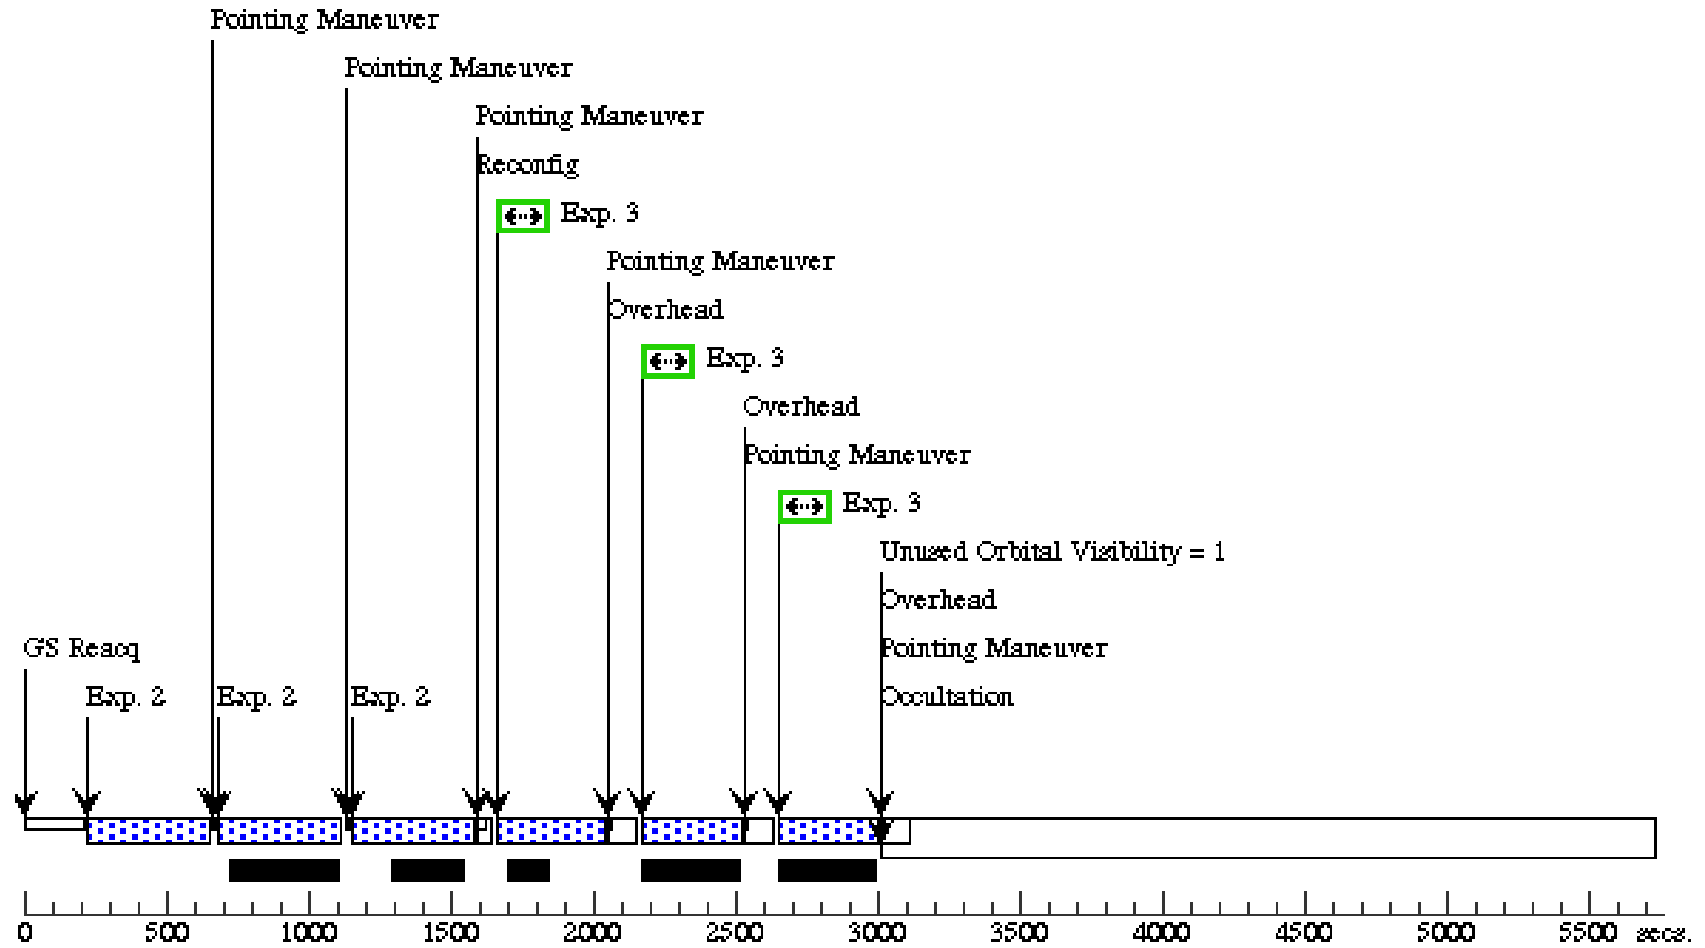 Pointing Maneuver
Pointing Maneuver
Pointing Maneuver
Reconfig
Exp. 3
Pointing Maneuver
Overhead
Exp. 3
Overhead
Pointing Maneuver
Exp. 3
Unused Orbital Visibility = 1
Overhead
GS Reacq
Pointing Maneuver
Exp. 2 Exp. 2 Exp. 2
Occultation
0 500 1000 1500 2000 2500 3000 3500 4000 4500 5000 5500 secs.